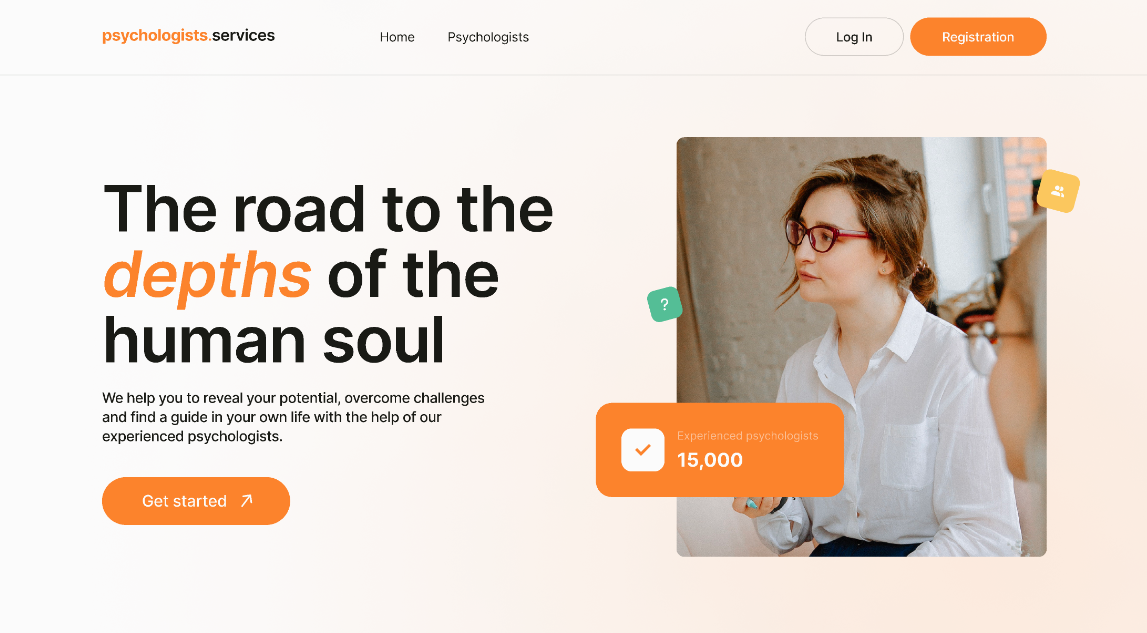 psychologists.services
Home
Psychologists
Log In
Registration
The road to the
depths of the
human soul
We help you to reveal your potential, overcome challenges
and find a guide in your own life with the help of our
experienced psychologists.
Get started
?
Experienced psychologists
15,000